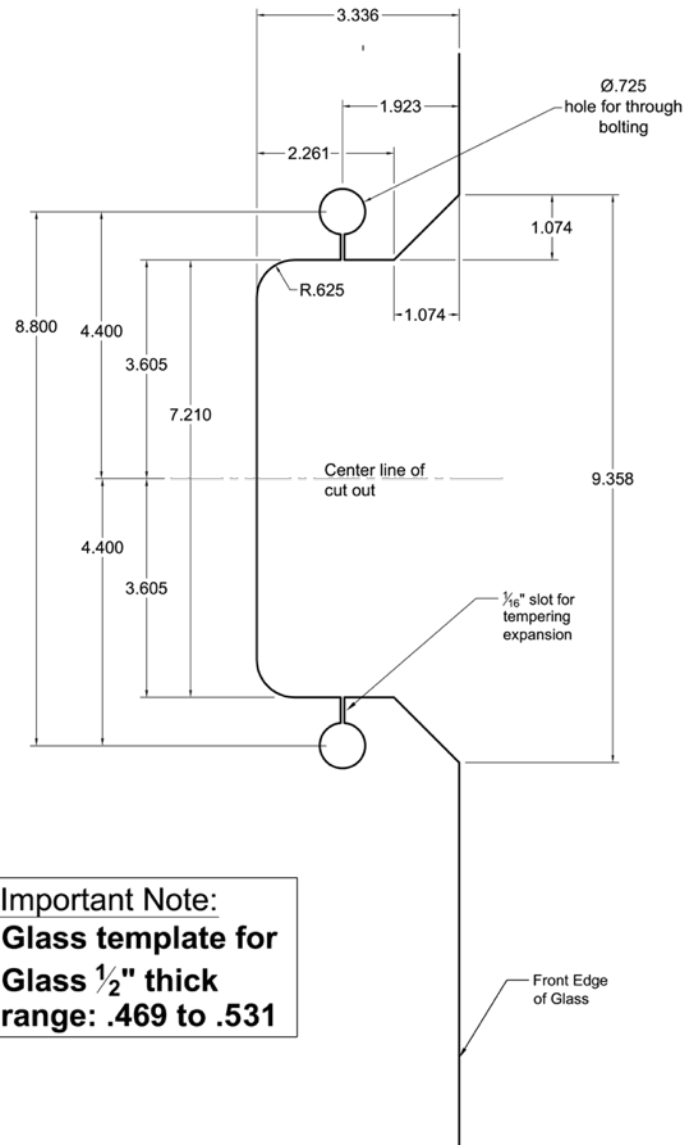 3.336
Ø.725
hole for through
bolting
1.923
2.261
1.074
R.625
1.074
8.800
4.400
3.605
7.210
Center line of
cut out
9.358
4.400
3.605
1⁄16" slot for
tempering
expansion
Important Note:
Glass template for
Glass 1⁄2" thick
range: .469 to .531
Front Edge
of Glass